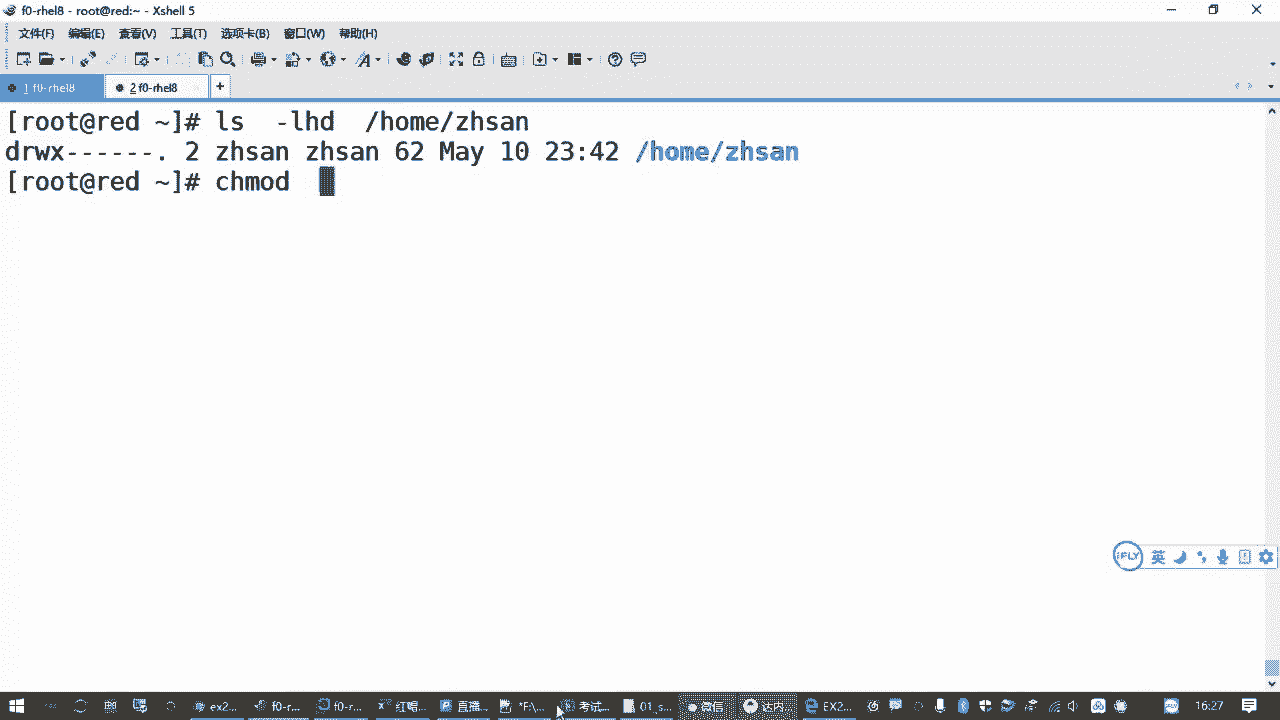 f0-rhel8 - root@red:~ - Xshell 5
文件(F) 编辑(E) 查看(V) 工具(T) 选项卡(B) 窗口(W) 帮助(H)
1 f0-rhel8 2 f0-rhel8 +
[root@red ~]# ls  -lhd  /home/zhsan
drwx------. 2 zhsan zhsan 62 May 10 23:42 /home/zhsan
[root@red ~]# chmod
iFLY 英
ex2... f0-r... f0-r... 红帽... 直播... *F:\... 考试... 01_s... 微信 达内 EX2... 16:27